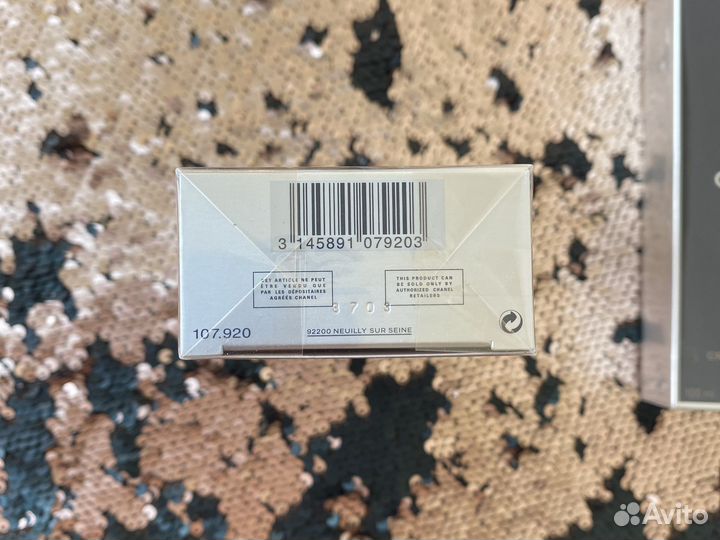 3 145891 079203
CET ARTICLE NE PEUT
ÊTRE VENDU QUE
PAR LES DÉPOSITAIRES
AGRÉÉS CHANEL
THIS PRODUCT CAN
BE SOLD ONLY BY
AUTHORIZED CHANEL
RETAILERS
3703
107.920
92200 NEUILLY SUR SEINE
Avito